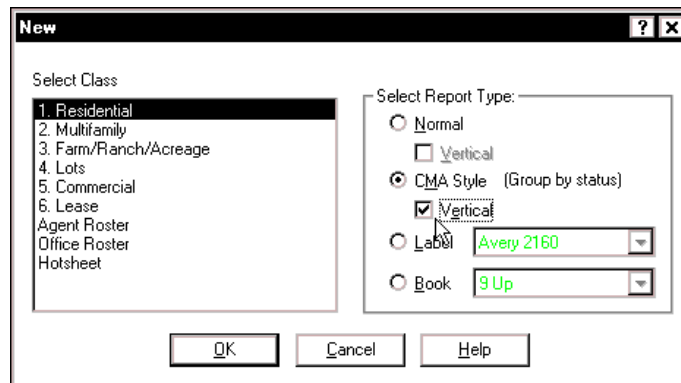 New
Select Class
1. Residential
2. Multifamily
3. Farm/Ranch/Acreage
4. Lots
5. Commercial
6. Lease
Agent Roster
Office Roster
Hotsheet
Select Report Type:
Normal
Vertical
CMA Style (Group by status)
Vertical
Label Avery 2160
Book 9 Up
OK Cancel Help